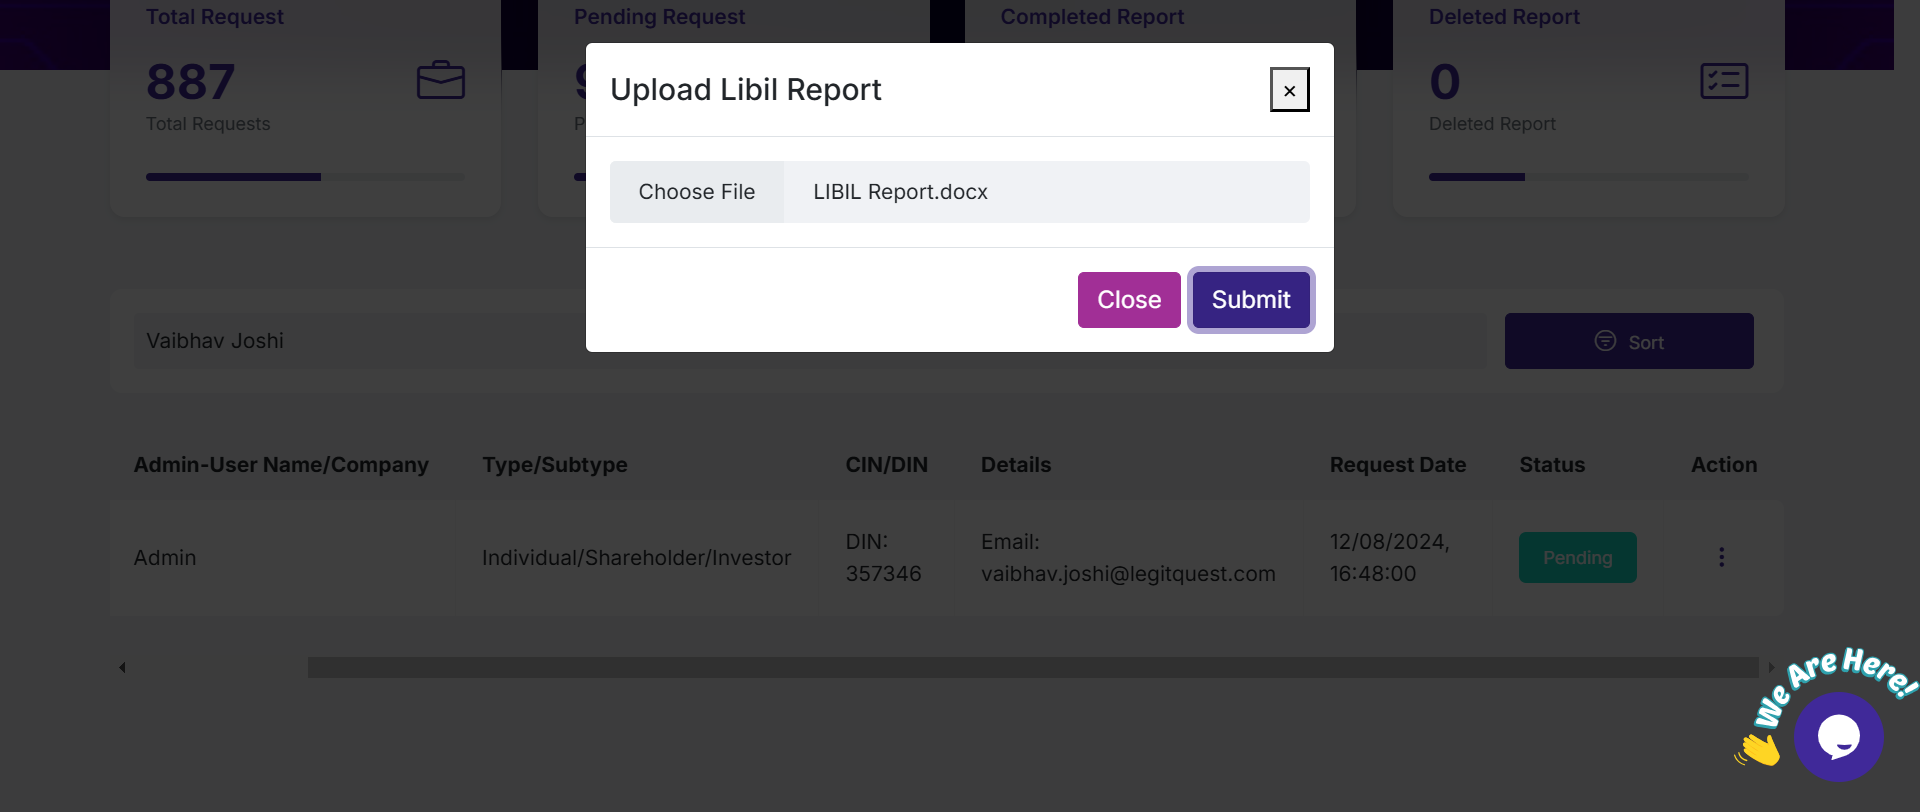 Total Request
Pending Request
Completed Report
Deleted Report
887
0
Total Requests
Deleted Report
Upload Libil Report
×
Choose File
LIBIL Report.docx
Close
Submit
Vaibhav Joshi
Sort
Admin-User Name/Company
Type/Subtype
CIN/DIN
Details
Request Date
Status
Action
Admin
Individual/Shareholder/Investor
DIN:
357346
Email:
vaibhav.joshi@legitquest.com
12/08/2024,
16:48:00
Pending
We Are Here!